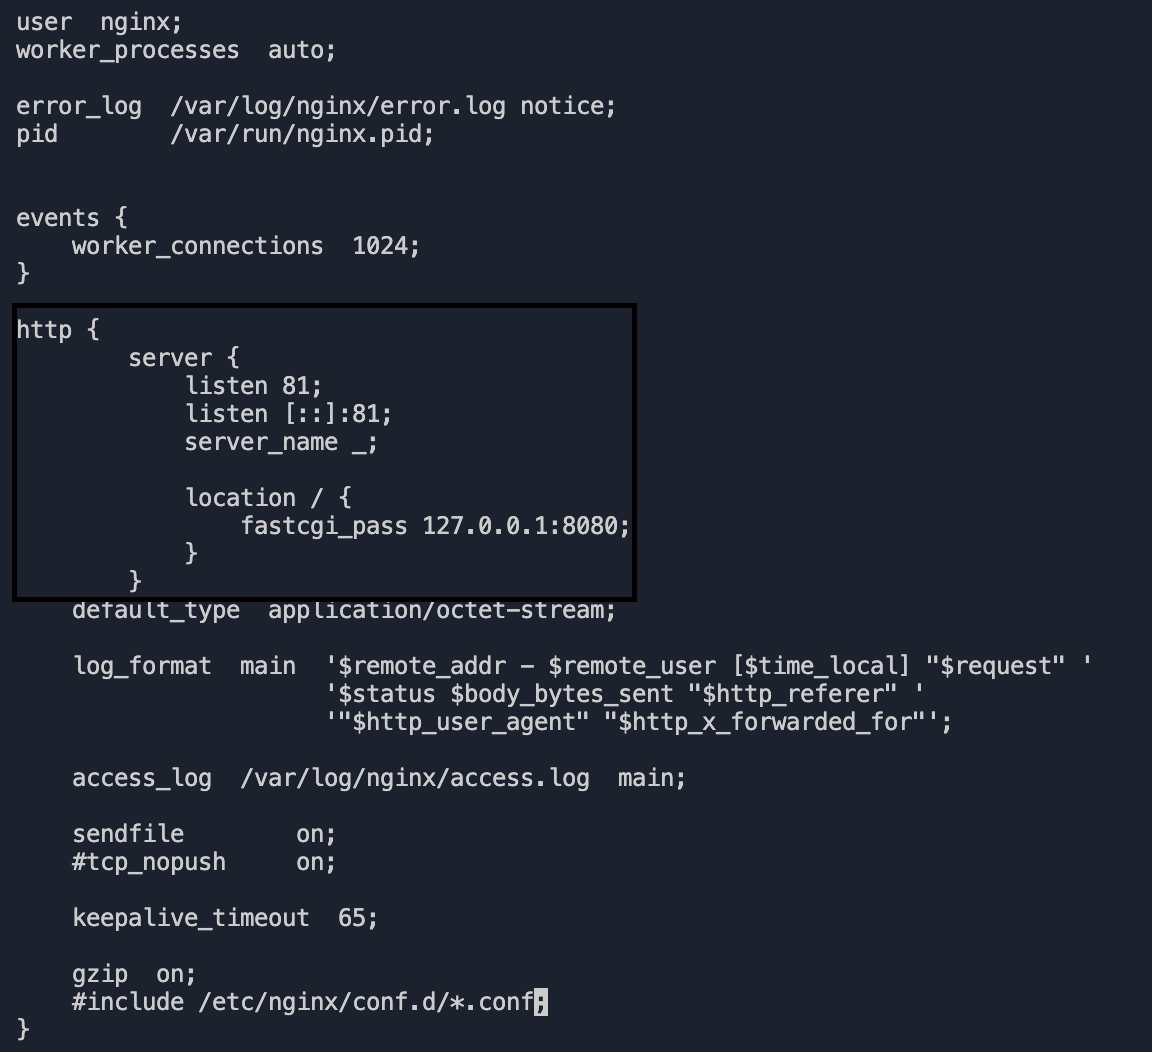 user  nginx;
worker_processes  auto;
error_log  /var/log/nginx/error.log notice;
pid        /var/run/nginx.pid;
events {
    worker_connections  1024;
}
http {
        server {
            listen 81;
            listen [::]:81;
            server_name _;
            location / {
                fastcgi_pass 127.0.0.1:8080;
            }
        }
    default_type  application/octet-stream;
    log_format  main  '$remote_addr - $remote_user [$time_local] "$request" '
                      '$status $body_bytes_sent "$http_referer" '
                      '"$http_user_agent" "$http_x_forwarded_for"';
    access_log  /var/log/nginx/access.log  main;
    sendfile        on;
    #tcp_nopush     on;
    keepalive_timeout  65;
    gzip  on;
    #include /etc/nginx/conf.d/*.conf;
}